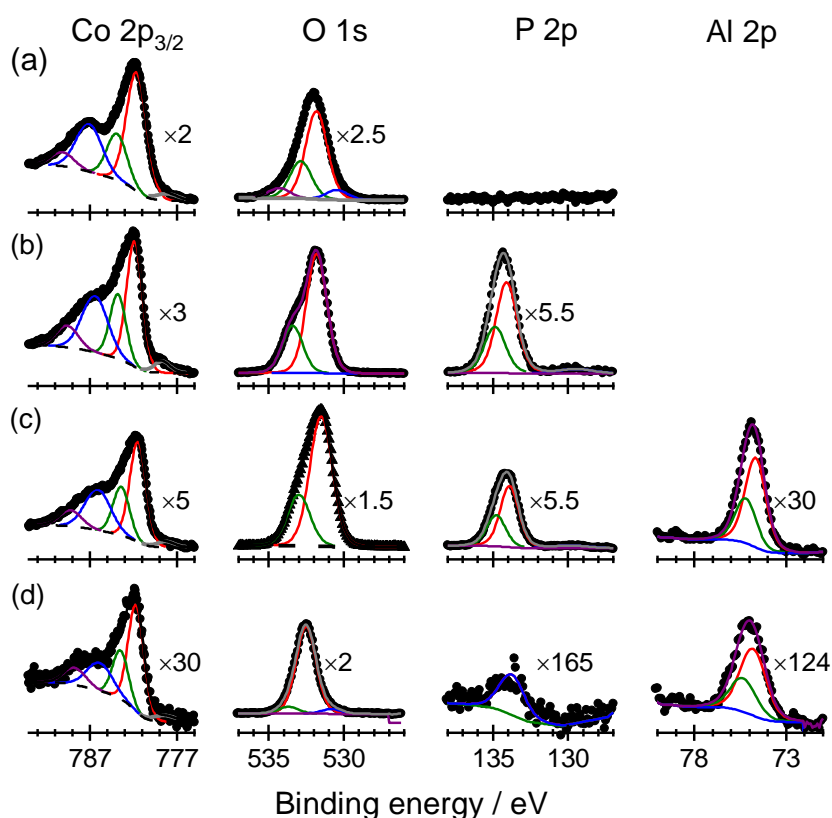 Co 2p3/2 O 1s P 2p Al 2p
(a)
×2 ×2.5
(b)
×3 ×5.5
(c)
×5 ×1.5 ×5.5 ×30
(d)
×30 ×2 ×165 ×124
787 777 535 530 135 130 78 73
Binding energy / eV